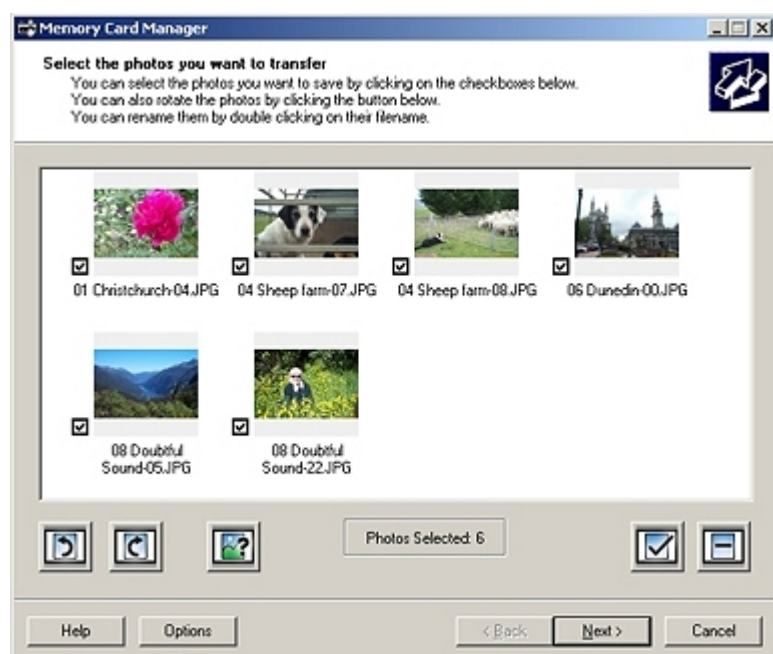 Memory Card Manager
Select the photos you want to transfer
You can select the photos you want to save by clicking on the checkboxes below.
You can also rotate the photos by clicking the button below.
You can rename them by double clicking on their filename.
01 Christchurch-04.JPG
04 Sheep farm-07.JPG
04 Sheep farm-08.JPG
06 Dunedin-00.JPG
08 Doubtful
Sound-05.JPG
08 Doubtful
Sound-22.JPG
?
Photos Selected: 6
Help
Options
< Back
Next >
Cancel